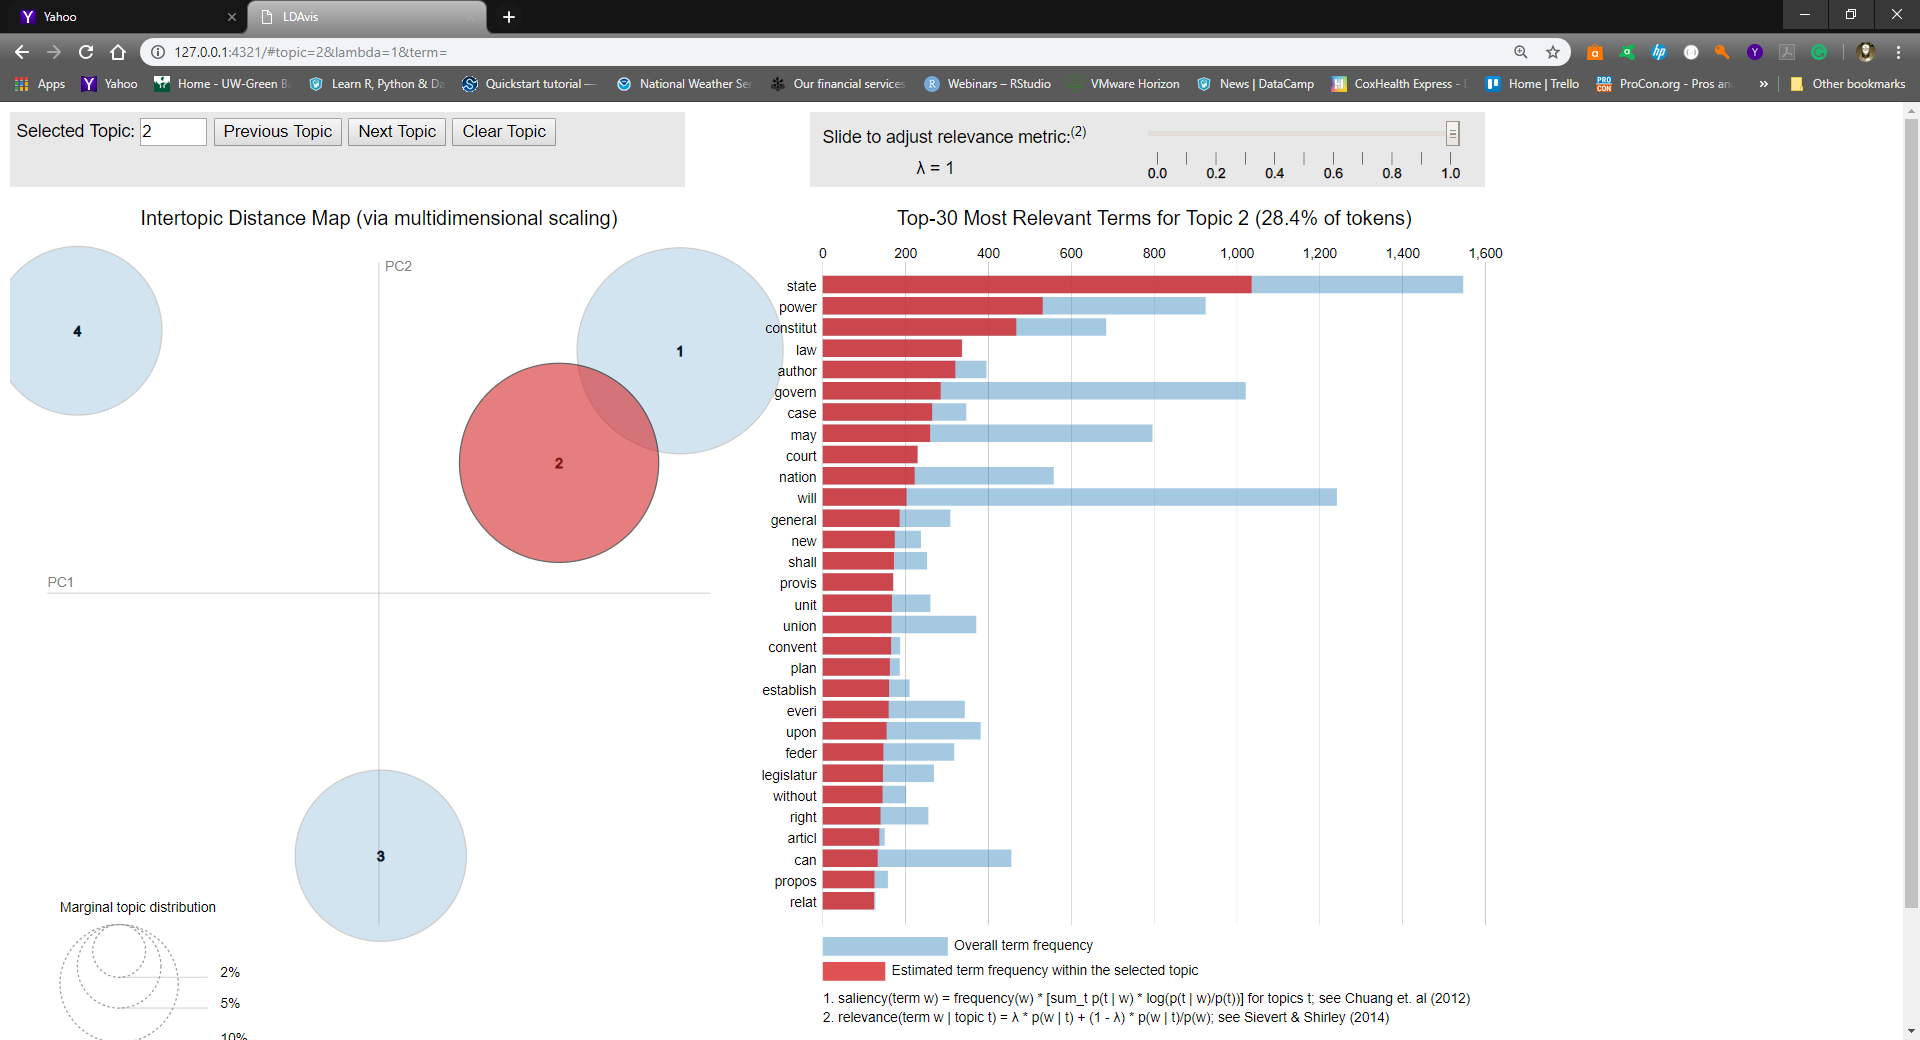 Yahoo
LDAvis
127.0.0.1:4321/#topic=2&lambda=1&term=
Apps
Yahoo
Home - UW-Green B
Learn R, Python & Da
Quickstart tutorial —
National Weather Ser
Our financial services
Webinars – RStudio
VMware Horizon
News | DataCamp
CoxHealth Express -
Home | Trello
ProCon.org - Pros an
»
Other bookmarks
Selected Topic: 2
Previous Topic
Next Topic
Clear Topic
Slide to adjust relevance metric:(2)
λ = 1
0.0 0.2 0.4 0.6 0.8 1.0
Intertopic Distance Map (via multidimensional scaling)
PC2
PC1
4
1
2
3
Marginal topic distribution
2%
5%
10%
Top-30 Most Relevant Terms for Topic 2 (28.4% of tokens)
0 200 400 600 800 1,000 1,200 1,400 1,600
state
power
constitut
law
author
govern
case
may
court
nation
will
general
new
shall
provis
unit
union
convent
plan
establish
everi
upon
feder
legislatur
without
right
articl
can
propos
relat
Overall term frequency
Estimated term frequency within the selected topic
1. saliency(term w) = frequency(w) * [sum_t p(t | w) * log(p(t | w)/p(t))] for topics t; see Chuang et. al (2012)
2. relevance(term w | topic t) = λ * p(w | t) + (1 - λ) * p(w | t)/p(w); see Sievert & Shirley (2014)